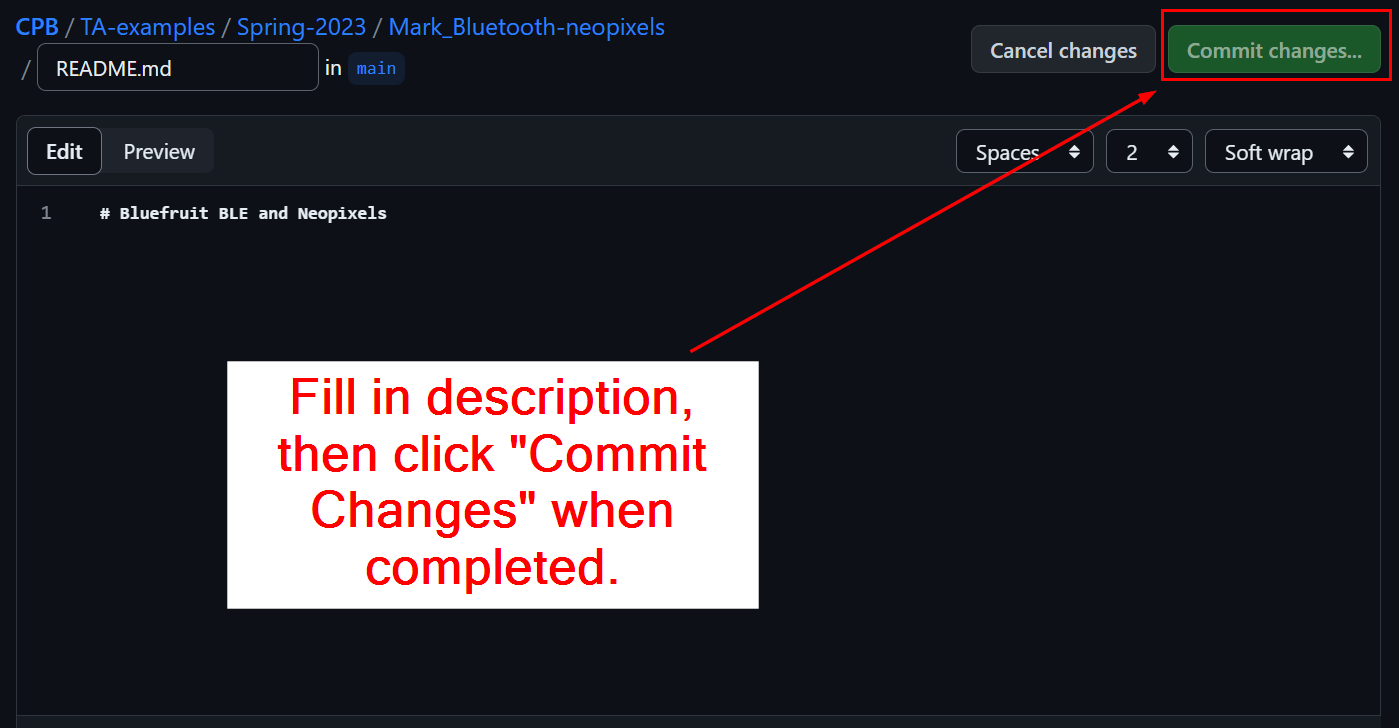 CPB / TA-examples / Spring-2023 / Mark_Bluetooth-neopixels
/ README.md in main
Cancel changes
Commit changes...
Edit
Preview
Spaces
2
Soft wrap
1 # Bluefruit BLE and Neopixels
Fill in description,
then click "Commit
Changes" when
completed.